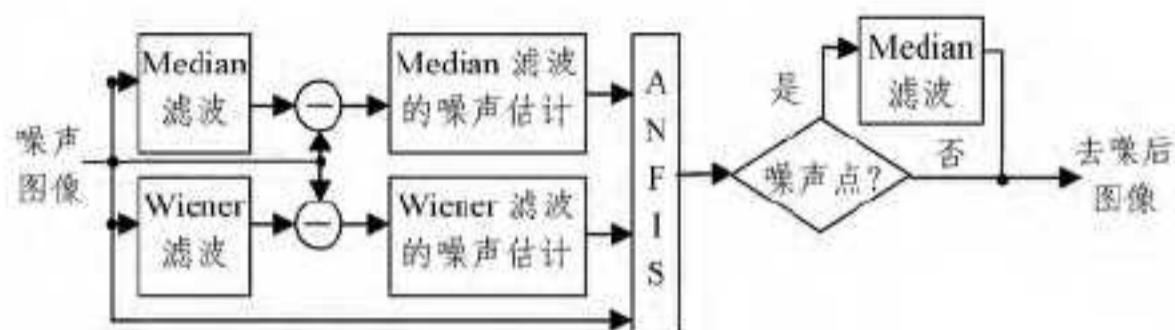 噪声
图像
Median
滤波
Wiener
滤波
Median 滤波
的噪声估计
Wiener 滤波
的噪声估计
A
N
F
I
S
噪声点?
是
Median
滤波
否
去噪后
图像